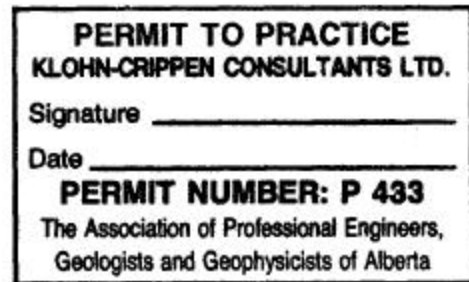 PERMIT TO PRACTICE
KLOHN-CRIPPEN CONSULTANTS LTD.
Signature
Date
PERMIT NUMBER: P 433
The Association of Professional Engineers,
Geologists and Geophysicists of Alberta